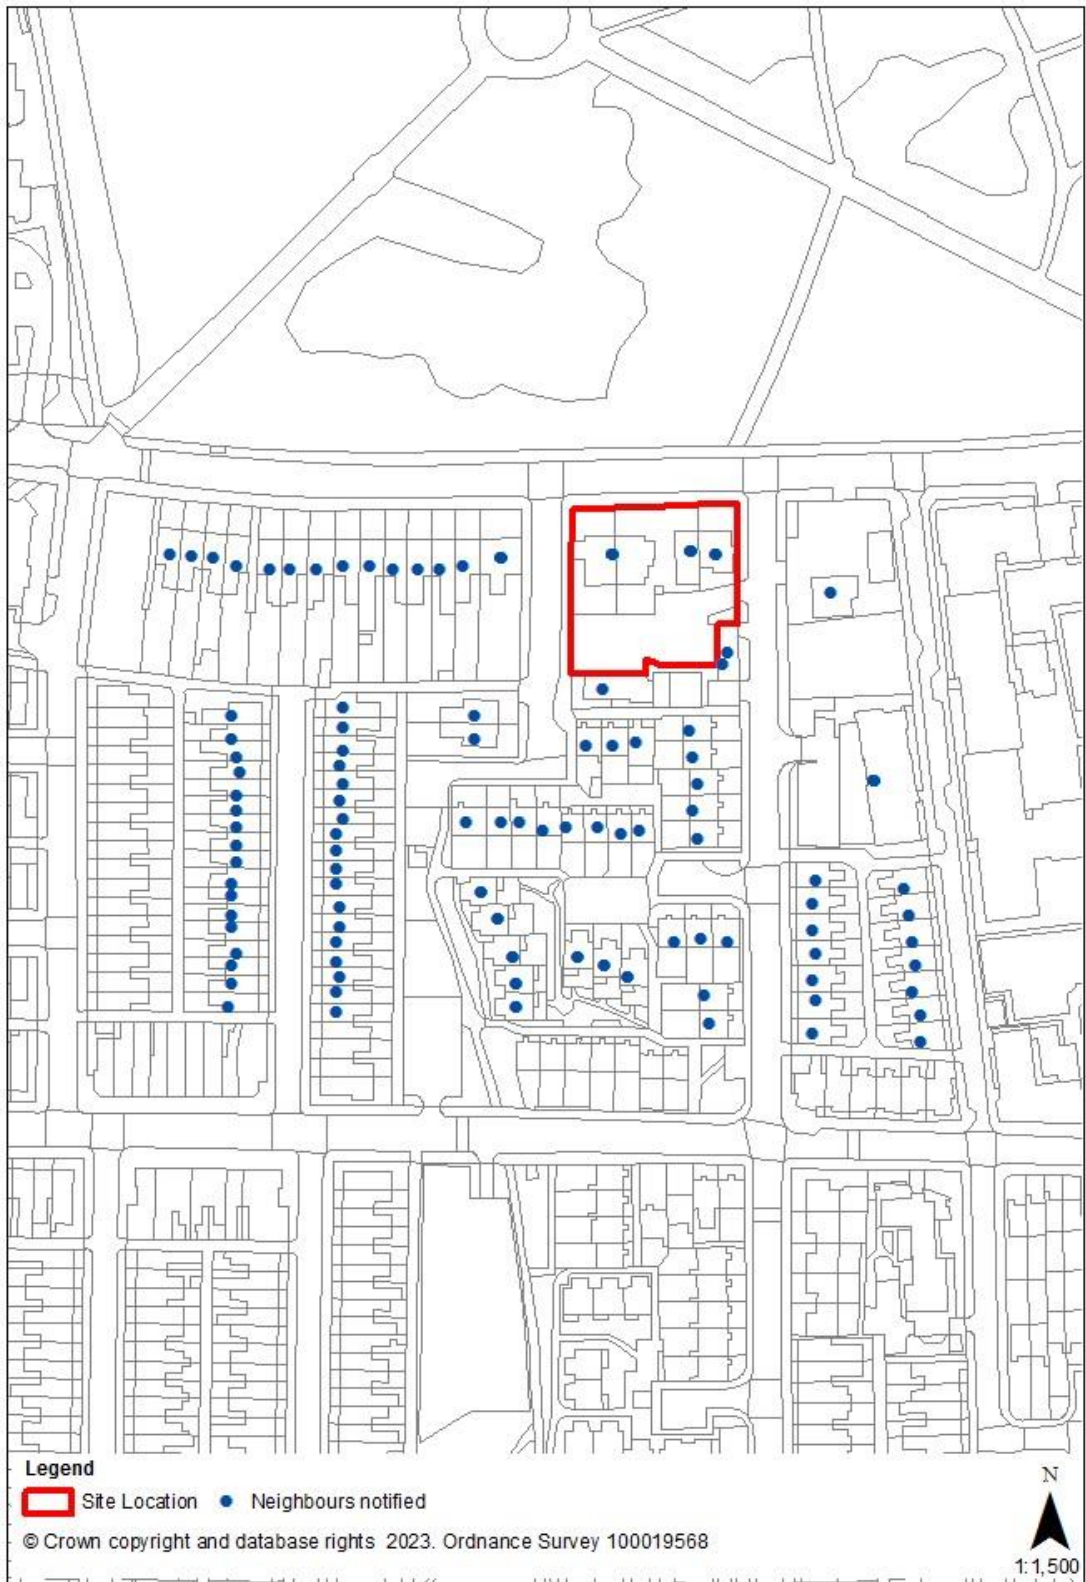 Legend
Site Location Neighbours notified
© Crown copyright and database rights 2023. Ordnance Survey 100019568
N
1:1,500